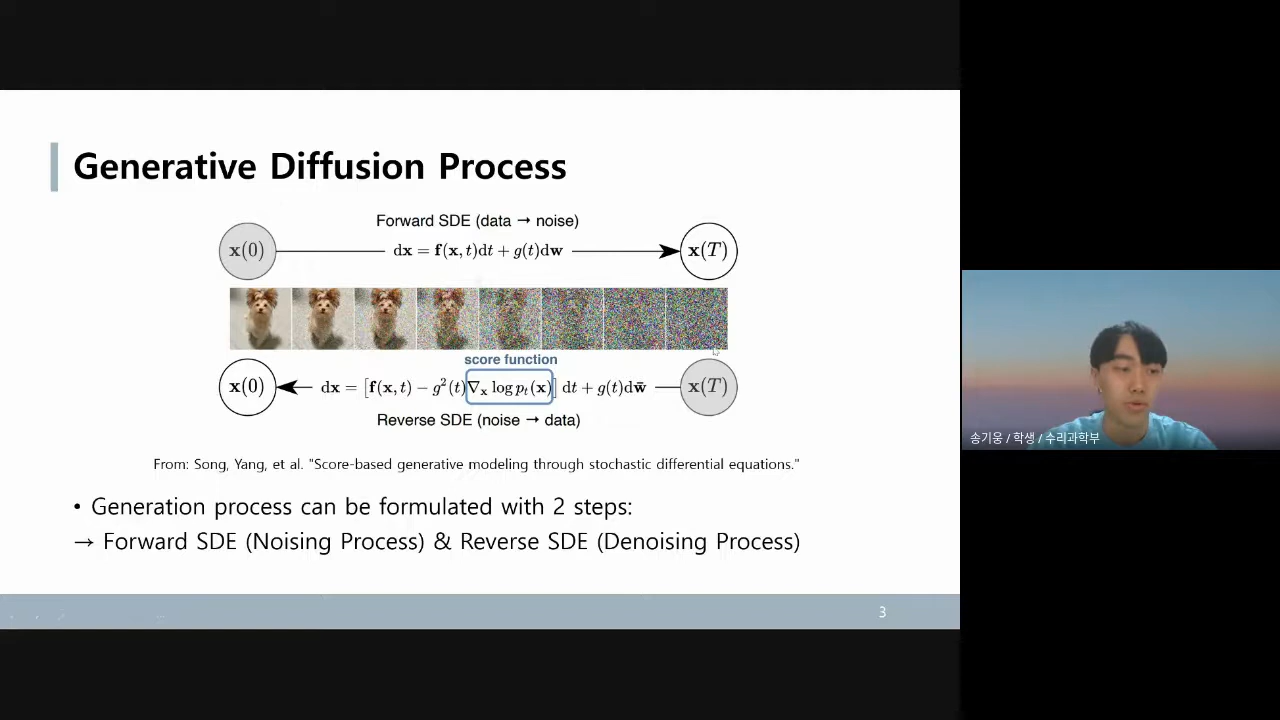 Generative Diffusion Process
Forward SDE (data → noise)
x(0)
dx = f(x, t)dt + g(t)dw
x(T)
score function
x(0)
dx = [f(x, t) − g²(t)∇ₓ log pₜ(x)] dt + g(t)dw̄
x(T)
Reverse SDE (noise → data)
From: Song, Yang, et al. "Score-based generative modeling through stochastic differential equations."
• Generation process can be formulated with 2 steps:
→ Forward SDE (Noising Process) & Reverse SDE (Denoising Process)
3
송기웅 / 학생 / 수리과학부